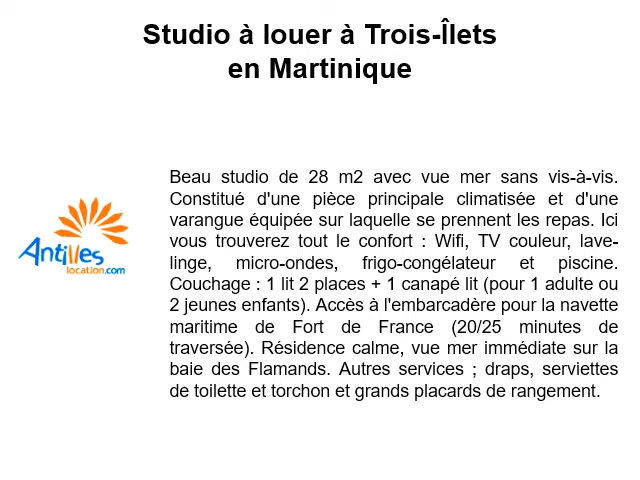 Studio à louer à Trois-Îlets
en Martinique
Beau studio de 28 m2 avec vue mer sans vis-à-vis.
Constitué d'une pièce principale climatisée et d'une
varangue équipée sur laquelle se prennent les repas. Ici
vous trouverez tout le confort : Wifi, TV couleur, lave-
linge, micro-ondes, frigo-congélateur et piscine.
Couchage : 1 lit 2 places + 1 canapé lit (pour 1 adulte ou
2 jeunes enfants). Accès à l'embarcadère pour la navette
maritime de Fort de France (20/25 minutes de
traversée). Résidence calme, vue mer immédiate sur la
baie des Flamands. Autres services ; draps, serviettes
de toilette et torchon et grands placards de rangement.
Antilles
location.com